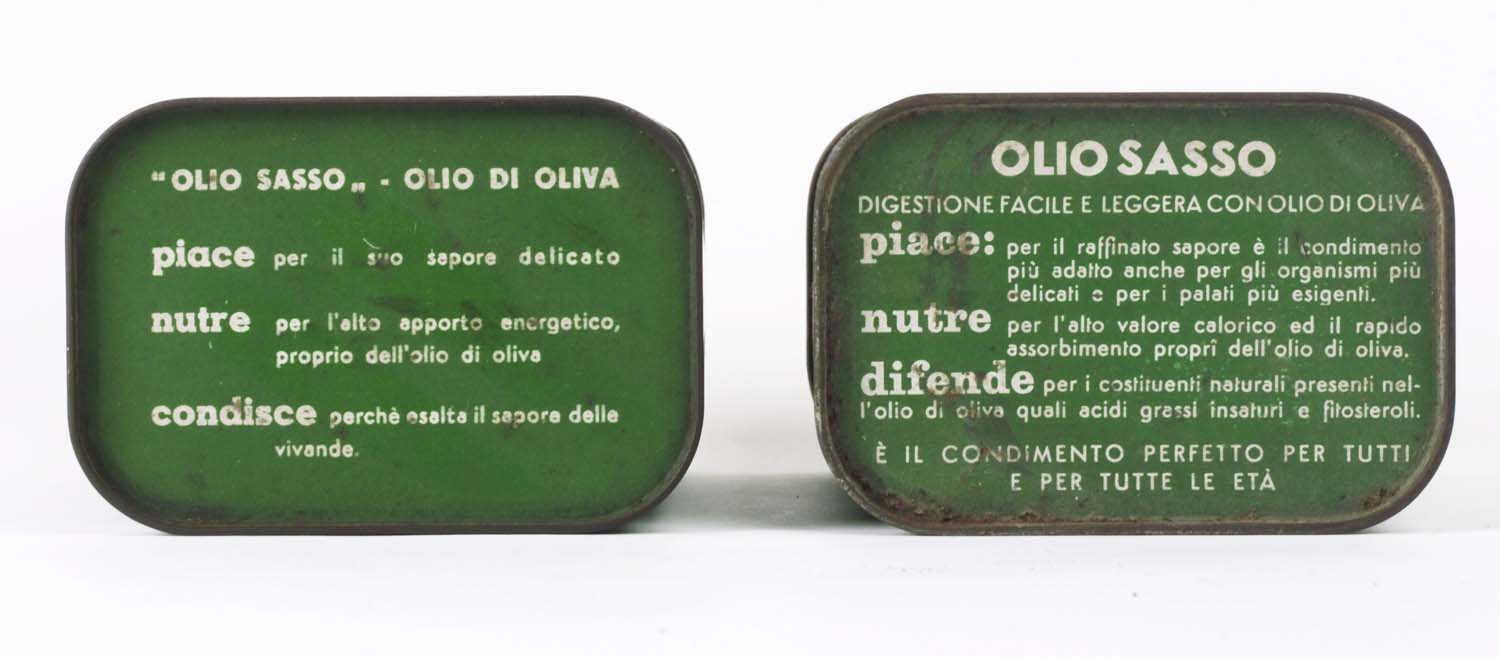 “OLIO SASSO„ - OLIO DI OLIVA
piace per il suo sapore delicato
nutre per l'alto apporto energetico,
proprio dell'olio di oliva
condisce perchè esalta il sapore delle
vivande.
OLIO SASSO
DIGESTIONE FACILE E LEGGERA CON OLIO DI OLIVA
piace: per il raffinato sapore è il condimento
più adatto anche per gli organismi più
delicati e per i palati più esigenti.
nutre per l'alto valore calorico ed il rapido
assorbimento proprî dell'olio di oliva.
difende per i costituenti naturali presenti nel-
l'olio di oliva quali acidi grassi insaturi e fitosteroli.
È IL CONDIMENTO PERFETTO PER TUTTI
E PER TUTTE LE ETÀ